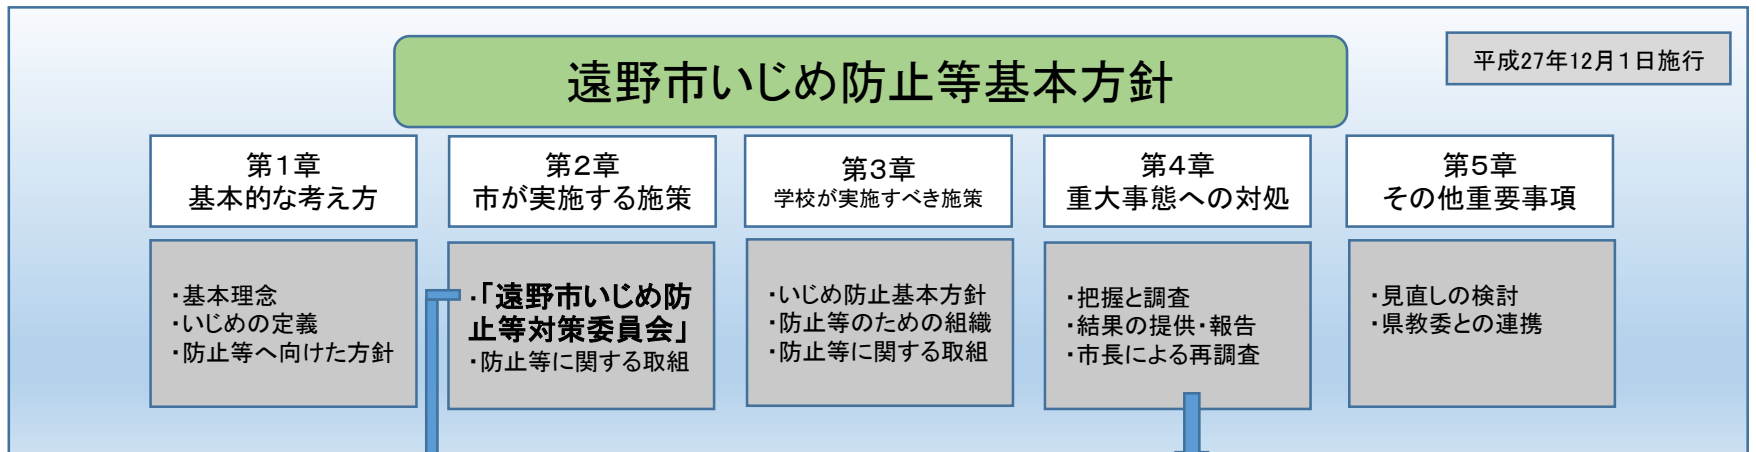 遠野市いじめ防止等基本方針
平成27年12月1日施行
第1章
基本的な考え方
・基本理念
・いじめの定義
・防止等へ向けた方針
第2章
市が実施する施策
・「遠野市いじめ防
止等対策委員会」
・防止等に関する取組
第3章
学校が実施すべき施策
・いじめ防止基本方針
・防止等のための組織
・防止等に関する取組
第4章
重大事態への対処
・把握と調査
・結果の提供・報告
・市長による再調査
第5章
その他重要事項
・見直しの検討
・県教委との連携